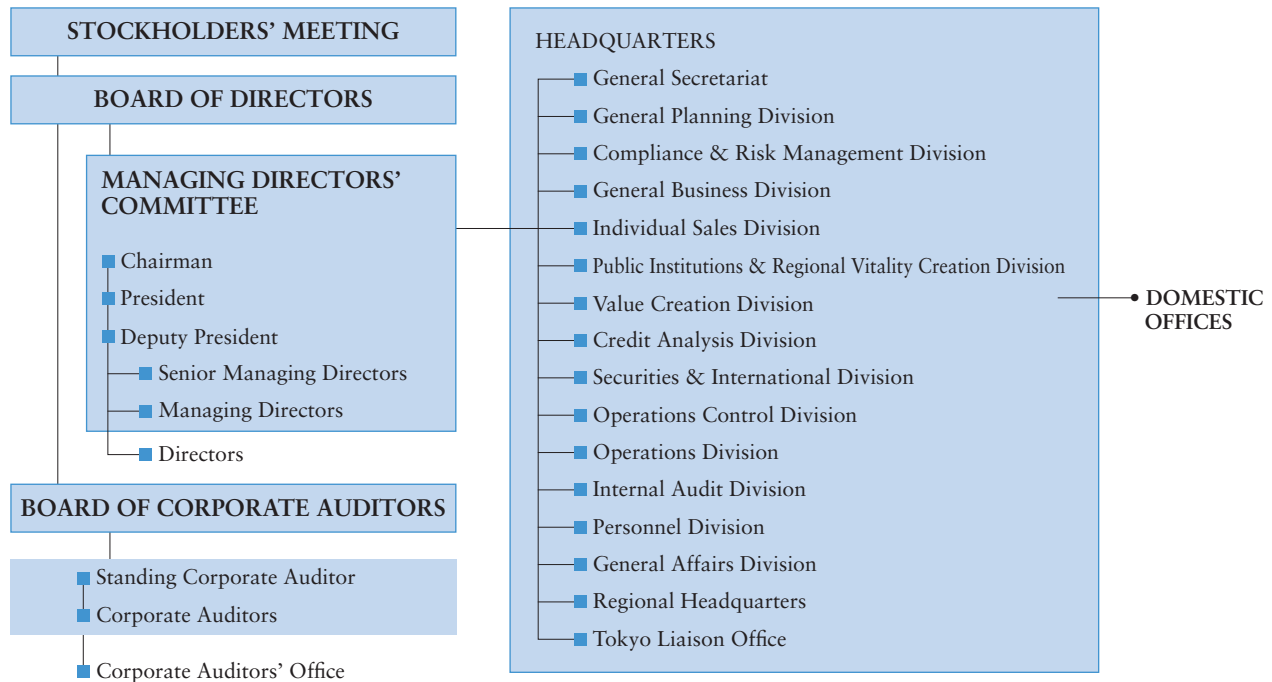 STOCKHOLDERS’ MEETING
BOARD OF DIRECTORS
MANAGING DIRECTORS’
COMMITTEE
Chairman
President
Deputy President
Senior Managing Directors
Managing Directors
Directors
BOARD OF CORPORATE AUDITORS
Standing Corporate Auditor
Corporate Auditors
Corporate Auditors’ Office
HEADQUARTERS
General Secretariat
General Planning Division
Compliance & Risk Management Division
General Business Division
Individual Sales Division
Public Institutions & Regional Vitality Creation Division
Value Creation Division
Credit Analysis Division
Securities & International Division
Operations Control Division
Operations Division
Internal Audit Division
Personnel Division
General Affairs Division
Regional Headquarters
Tokyo Liaison Office
DOMESTIC
OFFICES